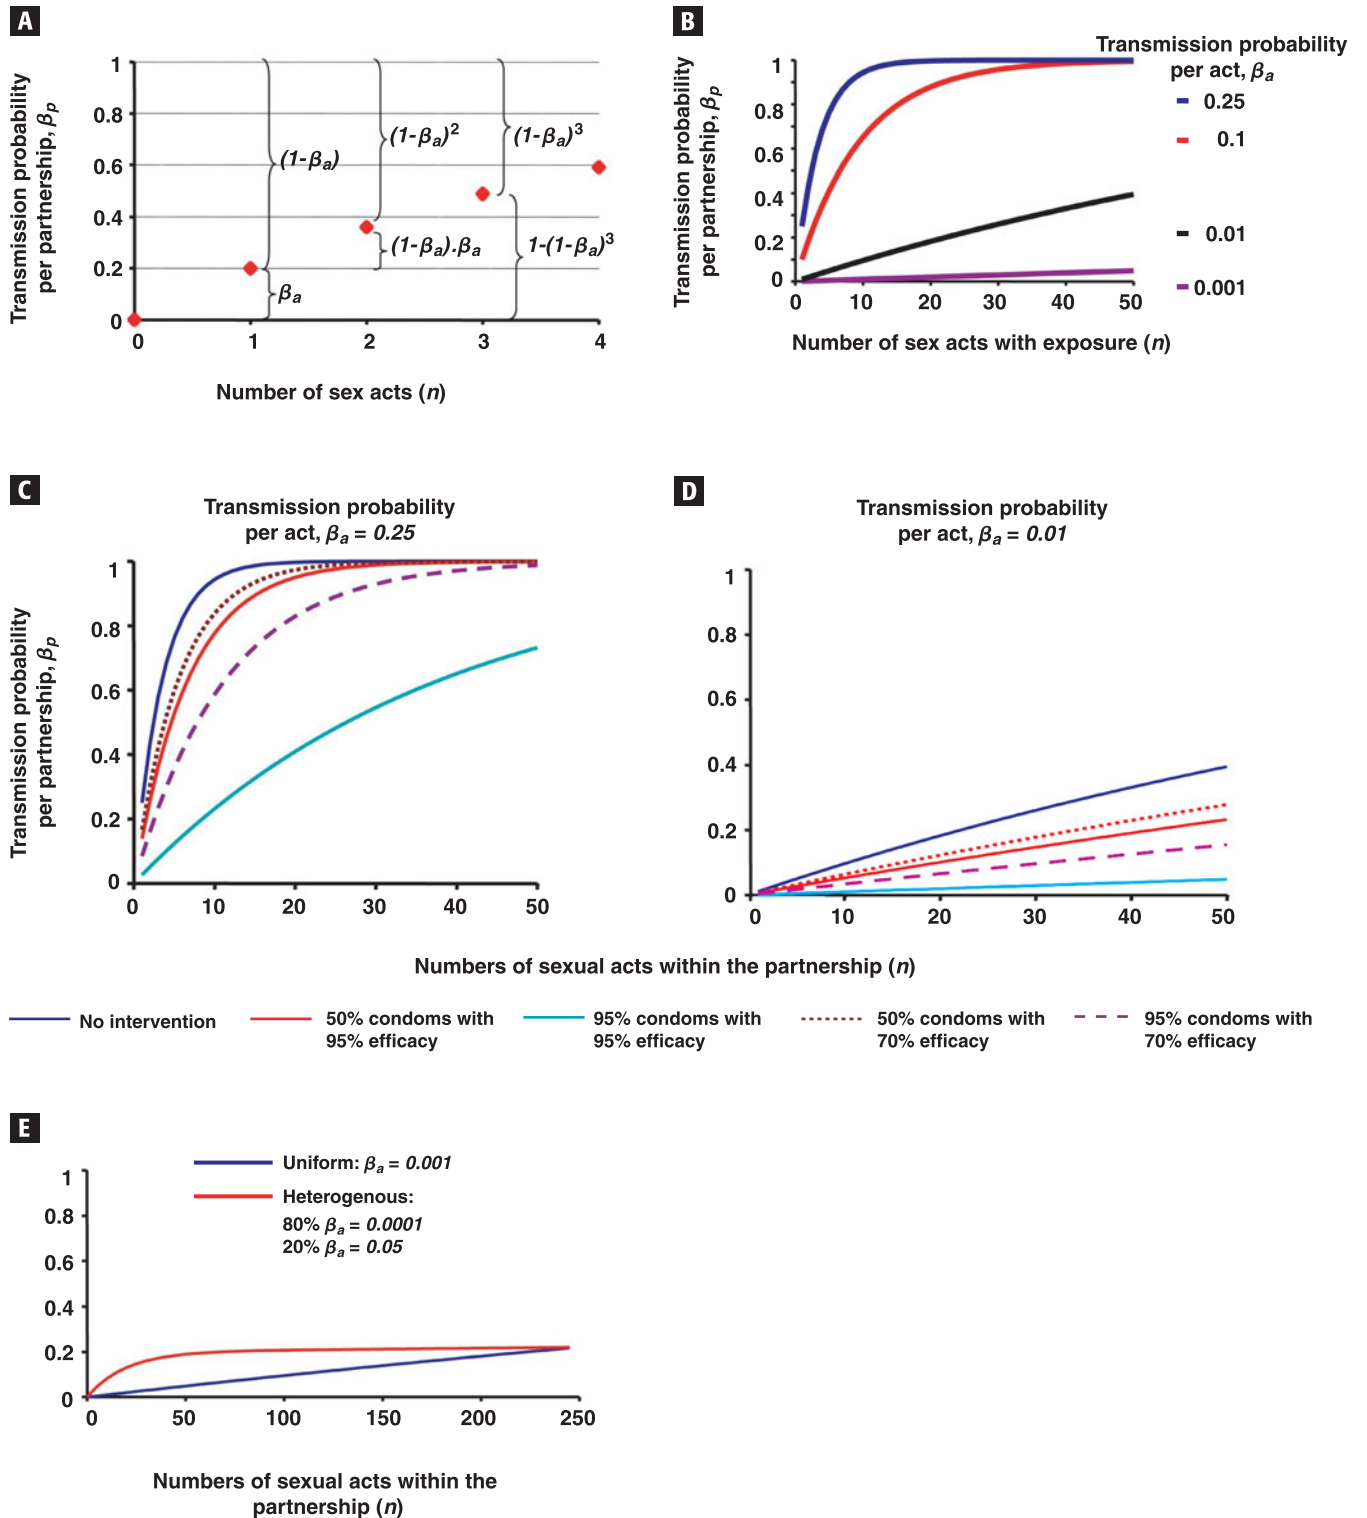 A
Transmission probability
per partnership, βp
1
0.8
0.6
0.4
0.2
0
(1-βa)
βa
(1-βa)2
(1-βa).βa
(1-βa)3
1-(1-βa)3
0 1 2 3 4
Number of sex acts (n)
B
Transmission probability
per partnership, βp
1
0.8
0.6
0.4
0.2
0
0 10 20 30 40 50
Number of sex acts with exposure (n)
Transmission probability
per act, βa
0.25
0.1
0.01
0.001
C
Transmission probability
per act, βa = 0.25
Transmission probability
per partnership, βp
1
0.8
0.6
0.4
0.2
0
0 10 20 30 40 50
D
Transmission probability
per act, βa = 0.01
1
0.8
0.6
0.4
0.2
0
0 10 20 30 40 50
Numbers of sexual acts within the partnership (n)
No intervention
50% condoms with
95% efficacy
95% condoms with
95% efficacy
50% condoms with
70% efficacy
95% condoms with
70% efficacy
E
Uniform: βa = 0.001
Heterogenous:
80% βa = 0.0001
20% βa = 0.05
1
0.8
0.6
0.4
0.2
0
0 50 100 150 200 250
Numbers of sexual acts within the
partnership (n)